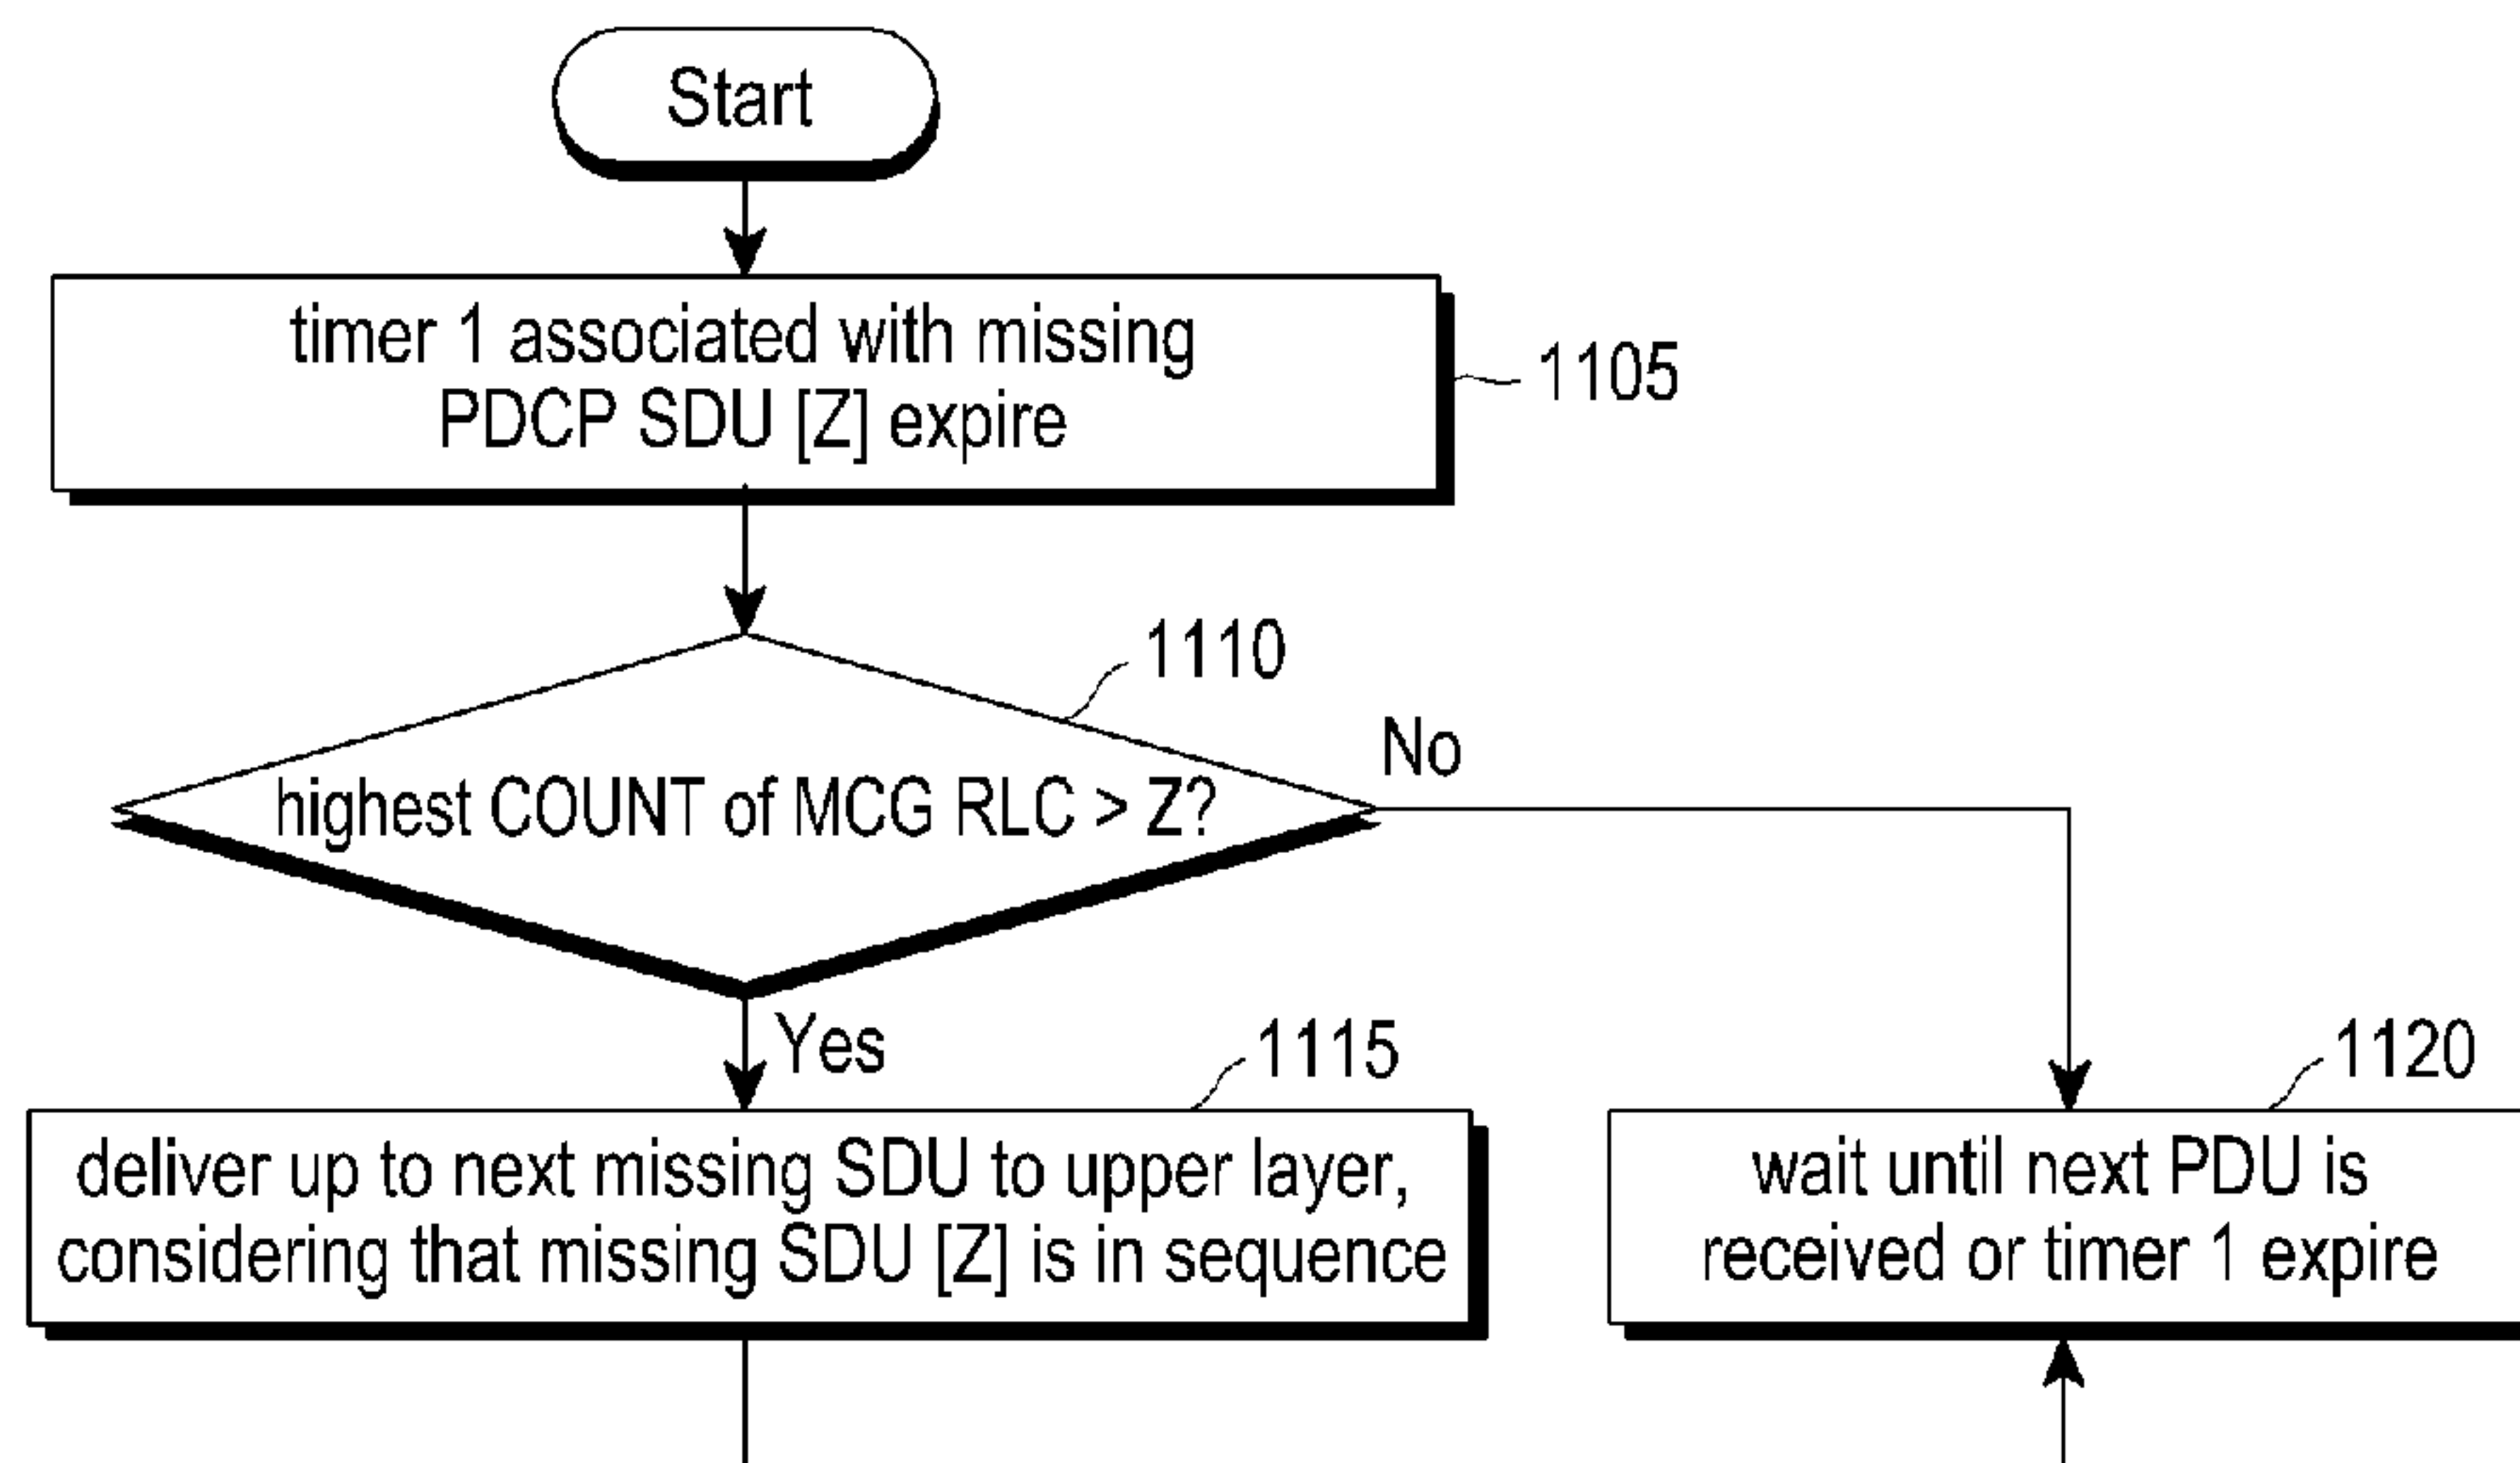 Start
timer 1 associated with missing
PDCP SDU [Z] expire
1105
1110
highest COUNT of MCG RLC > Z?
No
Yes
1115
deliver up to next missing SDU to upper layer,
considering that missing SDU [Z] is in sequence
1120
wait until next PDU is
received or timer 1 expire